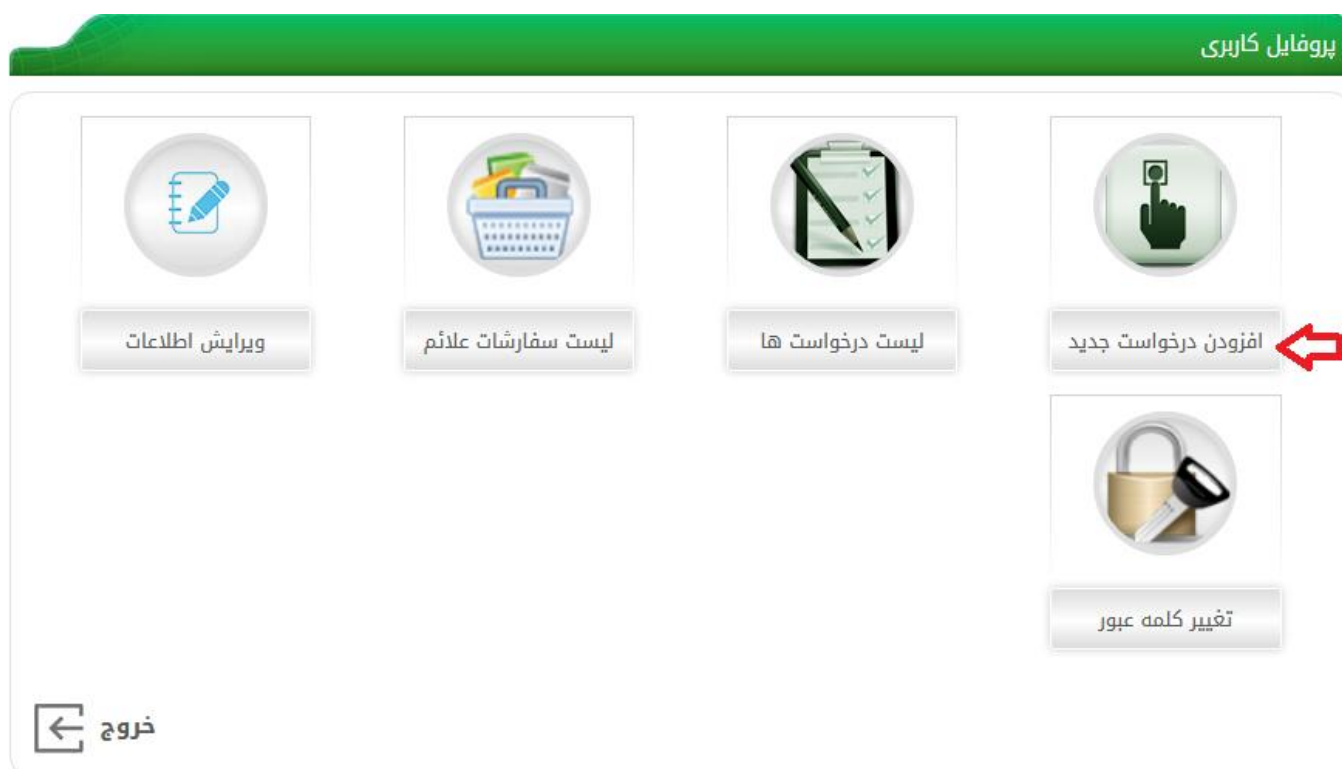 پروفایل کاربری
افزودن درخواست جدید
لیست درخواست ها
لیست سفارشات علائم
ویرایش اطلاعات
تغییر کلمه عبور
خروج